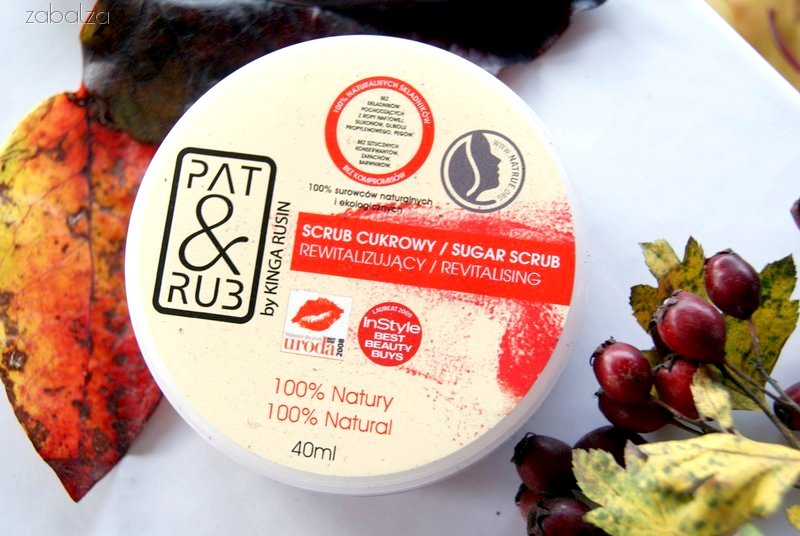 zabalza
PAT
&
RUB
by KINGA RUSIN
100% NATURALNYCH SKŁADNIKÓW
BEZ
SKŁADNIKÓW
POCHODZĄCYCH
Z ROPY NAFTOWEJ,
SILIKONÓW, GLIKOLU
PROPYLENOWEGO, PEGÓW.
BEZ SZTUCZNYCH
KONSERWANTÓW,
ZAPACHÓW,
BARWNIKÓW.
BEZ KOMPROMISÓW
WWW.NATRUE.ORG
100% surowców naturalnych
i ekologicznych
SCRUB CUKROWY / SUGAR SCRUB
REWITALIZUJĄCY / REVITALISING
uroda
2008
LAUREAT 2009
InStyle
BEST
BEAUTY
BUYS
100% Natury
100% Natural
40ml